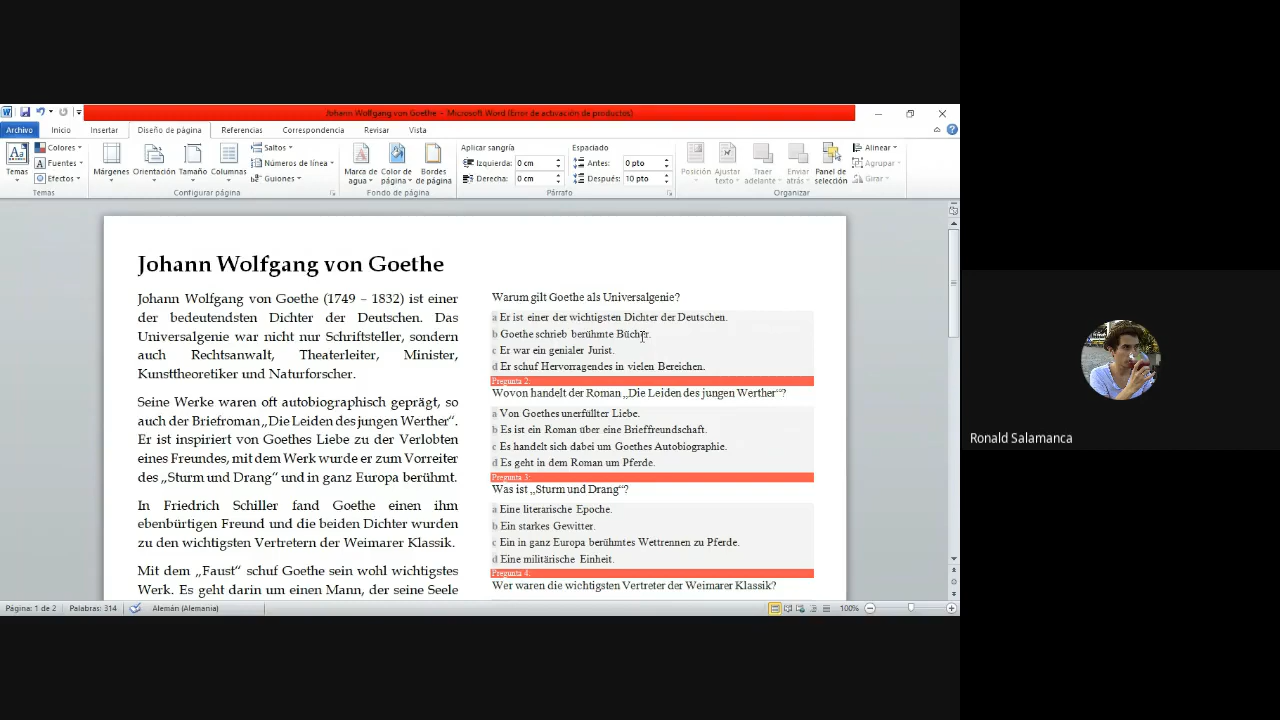 Johann Wolfgang von Goethe - Microsoft Word (Error de activación de productos)
Archivo Inicio Insertar Diseño de página Referencias Correspondencia Revisar Vista
Temas
Colores
Fuentes
Efectos
Temas
Márgenes
Orientación
Tamaño
Columnas
Saltos
Números de línea
Guiones
Configurar página
Marca de agua
Color de página
Bordes de página
Fondo de página
Aplicar sangría
Izquierda: 0 cm
Derecha: 0 cm
Espaciado
Antes: 0 pto
Después: 10 pto
Párrafo
Posición
Ajustar texto
Traer adelante
Enviar atrás
Panel de selección
Alinear
Agrupar
Girar
Organizar
Johann Wolfgang von Goethe
Johann Wolfgang von Goethe (1749 – 1832) ist einer
der bedeutendsten Dichter der Deutschen. Das
Universalgenie war nicht nur Schriftsteller, sondern
auch Rechtsanwalt, Theaterleiter, Minister,
Kunsttheoretiker und Naturforscher.
Seine Werke waren oft autobiographisch geprägt, so
auch der Briefroman „Die Leiden des jungen Werther“.
Er ist inspiriert von Goethes Liebe zu der Verlobten
eines Freundes, mit dem Werk wurde er zum Vorreiter
des „Sturm und Drang“ und in ganz Europa berühmt.
In Friedrich Schiller fand Goethe einen ihm
ebenbürtigen Freund und die beiden Dichter wurden
zu den wichtigsten Vertretern der Weimarer Klassik.
Mit dem „Faust“ schuf Goethe sein wohl wichtigstes
Werk. Es geht darin um einen Mann, der seine Seele
Warum gilt Goethe als Universalgenie?
a Er ist einer der wichtigsten Dichter der Deutschen.
b Goethe schrieb berühmte Bücher.
c Er war ein genialer Jurist.
d Er schuf Hervorragendes in vielen Bereichen.
Pregunta 2:
Wovon handelt der Roman „Die Leiden des jungen Werther“?
a Von Goethes unerfüllter Liebe.
b Es ist ein Roman über eine Brieffreundschaft.
c Es handelt sich dabei um Goethes Autobiographie.
d Es geht in dem Roman um Pferde.
Pregunta 3:
Was ist „Sturm und Drang“?
a Eine literarische Epoche.
b Ein starkes Gewitter.
c Ein in ganz Europa berühmtes Wettrennen zu Pferde.
d Eine militärische Einheit.
Pregunta 4:
Wer waren die wichtigsten Vertreter der Weimarer Klassik?
Página: 1 de 2 Palabras: 314 Alemán (Alemania) 100%
Ronald Salamanca